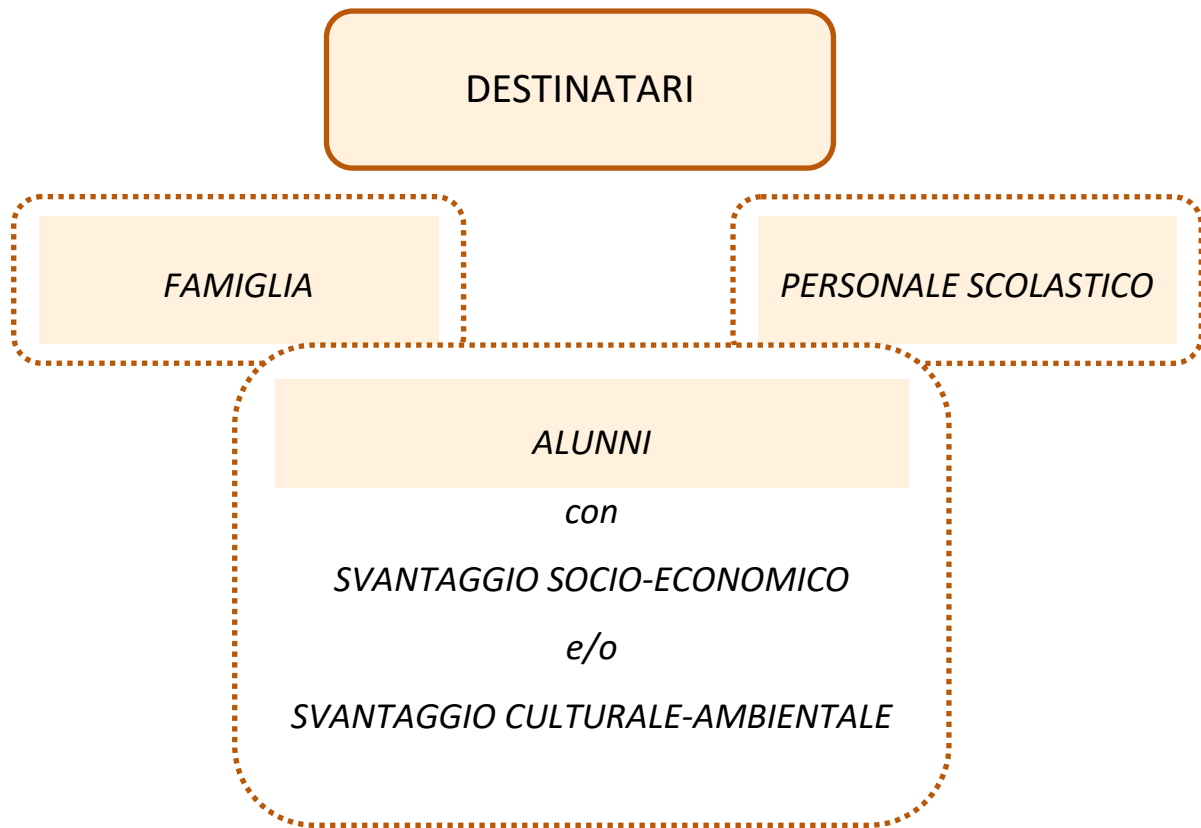 DESTINATARI
FAMIGLIA
PERSONALE SCOLASTICO
ALUNNI
con
SVANTAGGIO SOCIO-ECONOMICO
e/o
SVANTAGGIO CULTURALE-AMBIENTALE